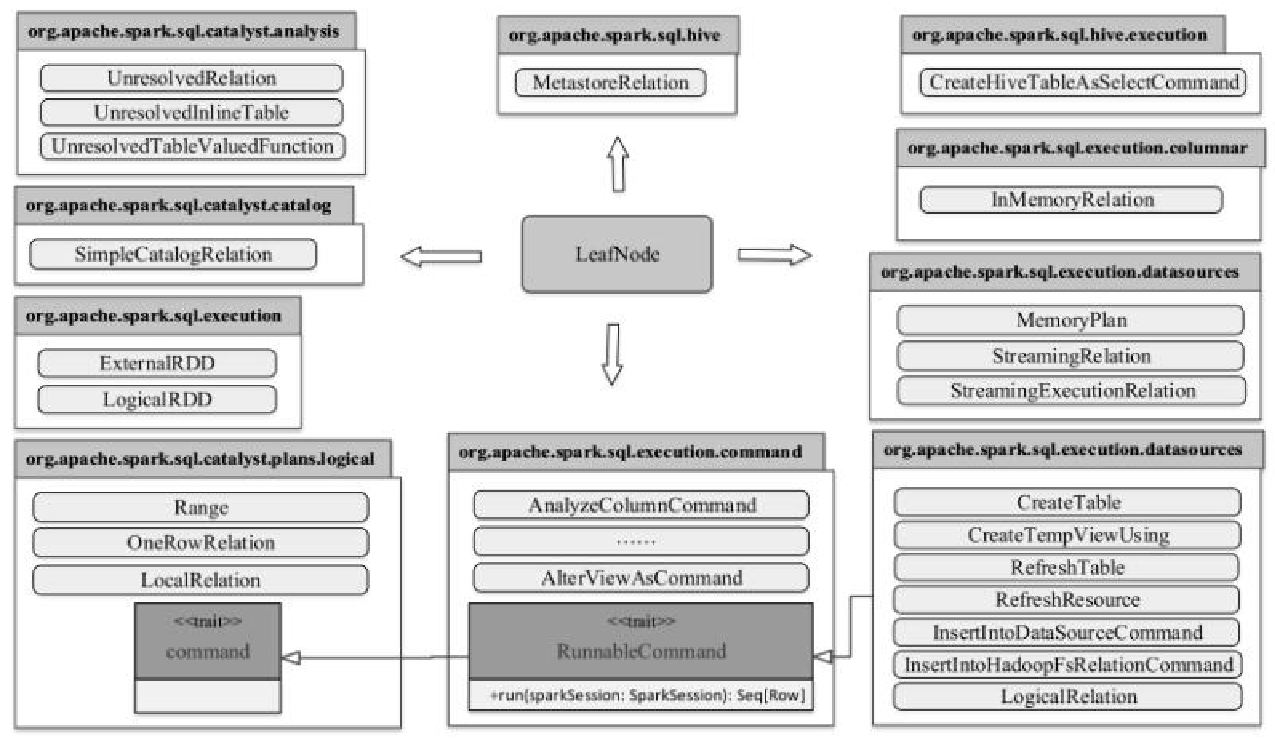 org.apache.spark.sql.catalyst.analysis
UnresolvedRelation
UnresolvedInlineTable
UnresolvedTableValuedFunction
org.apache.spark.sql.catalyst.catalog
SimpleCatalogRelation
org.apache.spark.sql.execution
ExternalRDD
LogicalRDD
org.apache.spark.sql.catalyst.plans.logical
Range
OneRowRelation
LocalRelation
<<trait>>
command
org.apache.spark.sql.hive
MetastoreRelation
LeafNode
org.apache.spark.sql.execution.command
AnalyzeColumnCommand
......
AlterViewAsCommand
<<trait>>
RunnableCommand
+run(sparkSession: SparkSession): Seq[Row]
org.apache.spark.sql.hive.execution
CreateHiveTableAsSelectCommand
org.apache.spark.sql.execution.columnar
InMemoryRelation
org.apache.spark.sql.execution.datasources
MemoryPlan
StreamingRelation
StreamingExecutionRelation
org.apache.spark.sql.execution.datasources
CreateTable
CreateTempViewUsing
RefreshTable
RefreshResource
InsertIntoDataSourceCommand
InsertIntoHadoopFsRelationCommand
LogicalRelation